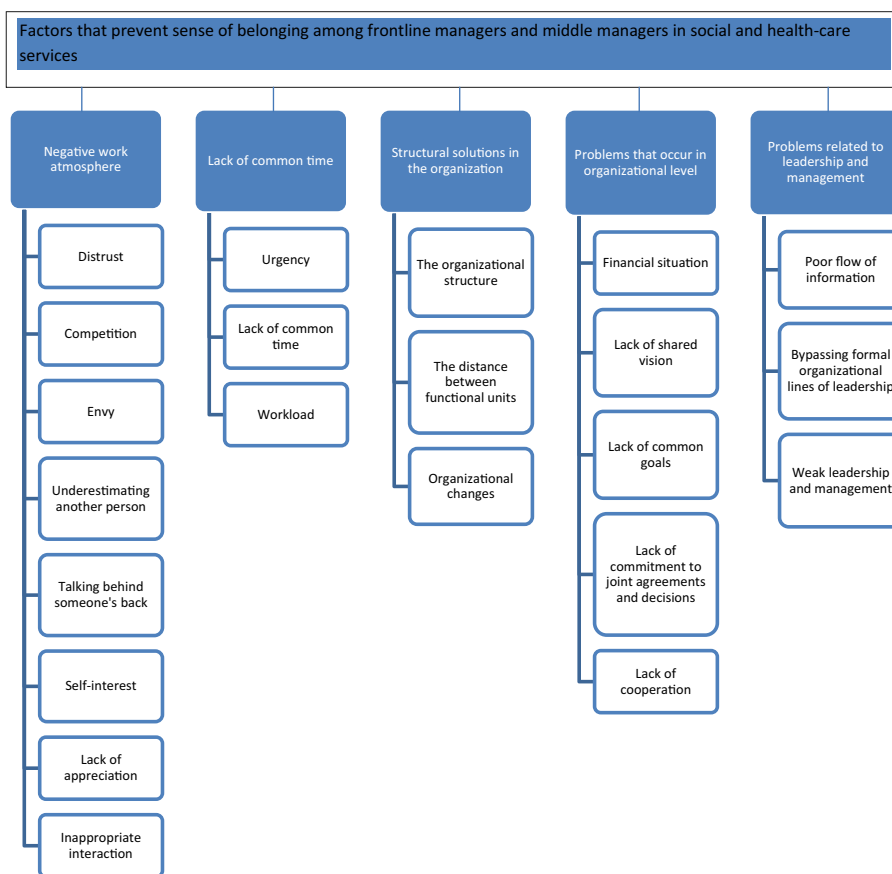 Factors that prevent sense of belonging among frontline managers and middle managers in social and health-care
services
Negative work
atmosphere
Distrust
Competition
Envy
Underestimating
another person
Talking behind
someone's back
Self-interest
Lack of
appreciation
Inappropriate
interaction
Lack of common time
Urgency
Lack of common
time
Workload
Structural solutions in
the organization
The organizational
structure
The distance
between
functional units
Organizational
changes
Problems that occur in
organizational level
Financial situation
Lack of shared
vision
Lack of common
goals
Lack of
commitment to
joint agreements
and decisions
Lack of
cooperation
Problems related to
leadership and
management
Poor flow of
information
Bypassing formal
organizational
lines of leadership
Weak leadership
and management